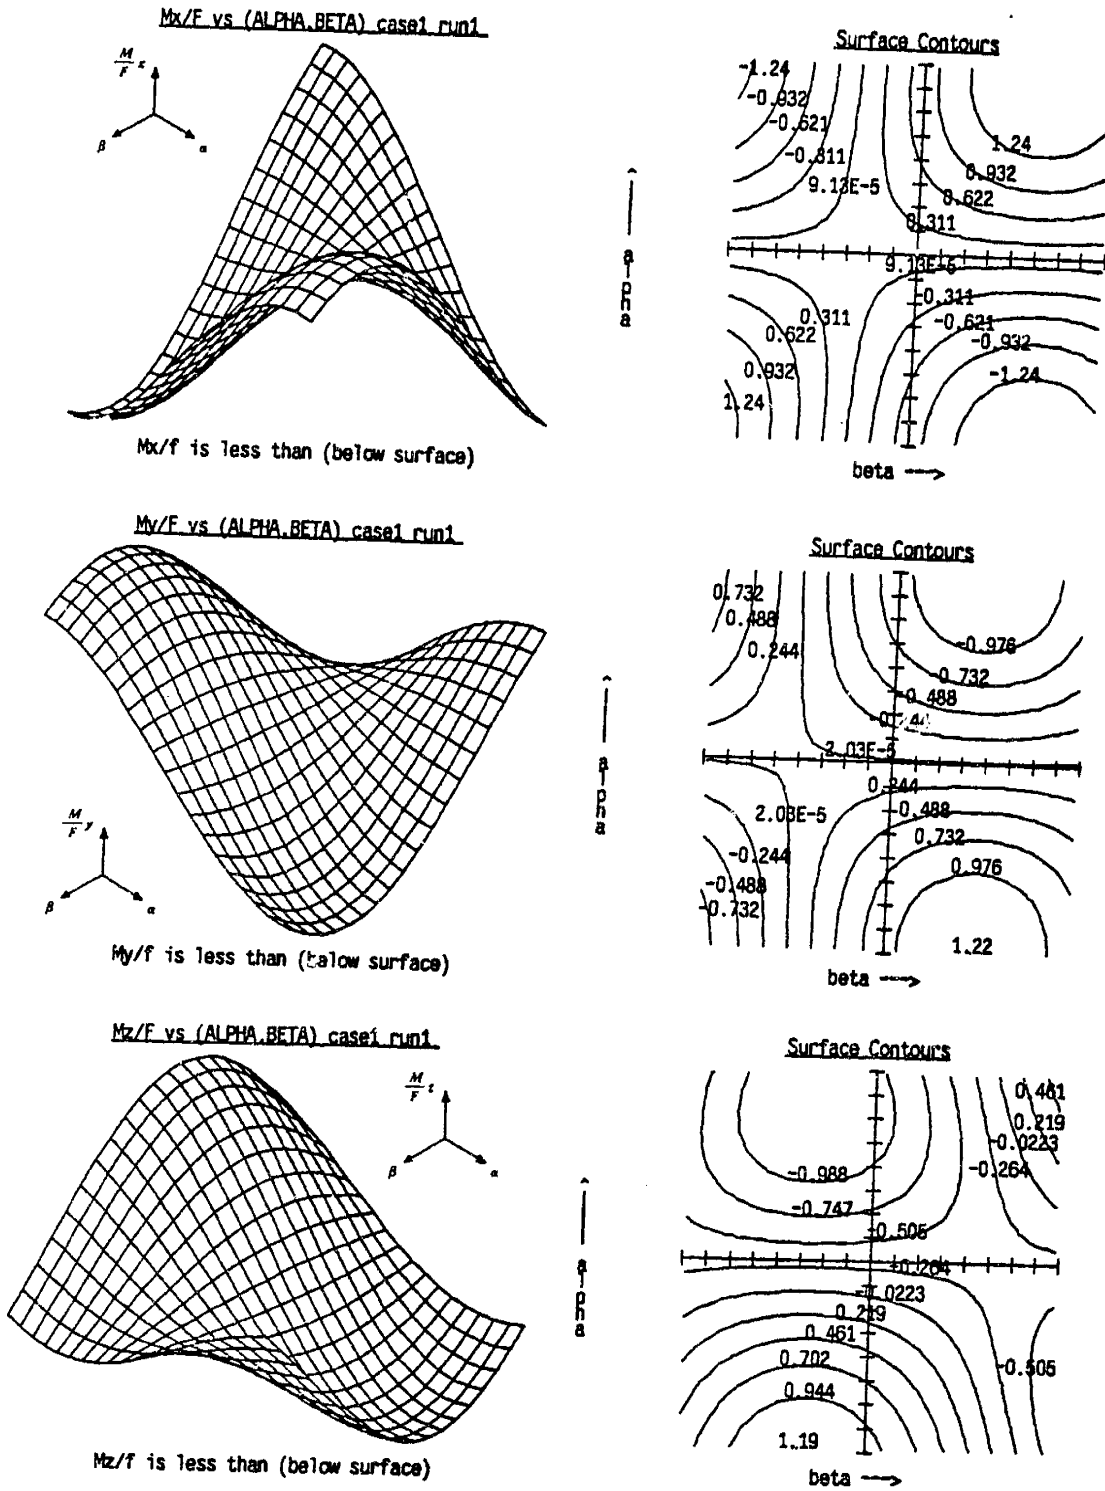 Mx/F vs (ALPHA.BETA) case1 run1
M/F x
β
α
Mx/f is less than (below surface)
Surface Contours
-1.24
-0.932
-0.621
-0.311
9.13E-5
1.24
0.932
0.622
0.311
9.13E-5
-0.311
-0.621
-0.932
-1.24
0.311
0.622
0.932
1.24
alpha
beta
My/F vs (ALPHA.BETA) case1 run1
M/F y
β
α
My/f is less than (below surface)
Surface Contours
0.732
0.488
0.244
-0.976
-0.732
-0.488
-0.244
2.03E-5
0.244
0.488
0.732
0.976
1.22
2.03E-5
-0.244
-0.488
-0.732
alpha
beta
Mz/F vs (ALPHA.BETA) case1 run1
M/F z
β
α
Mz/f is less than (below surface)
Surface Contours
0.461
0.219
-0.0223
-0.264
-0.988
-0.747
-0.505
-0.264
-0.0223
0.219
0.461
0.702
0.944
1.19
-0.505
alpha
beta